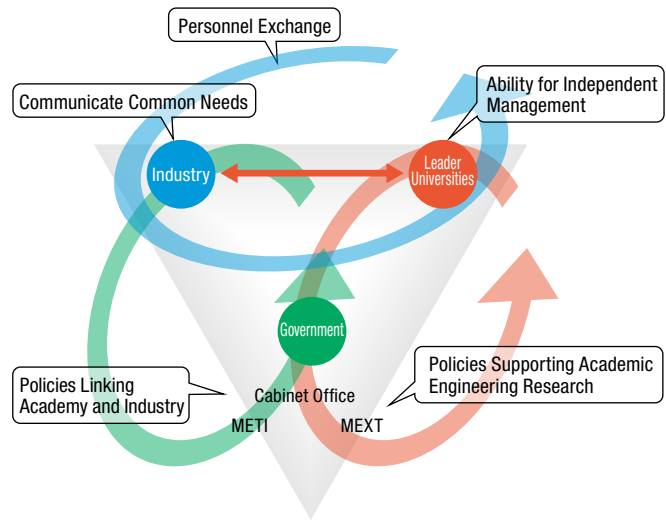 Personnel Exchange
Communicate Common Needs
Ability for Independent
Management
Industry
Leader
Universities
Government
Policies Linking
Academy and Industry
Cabinet Office
METI
MEXT
Policies Supporting Academic
Engineering Research